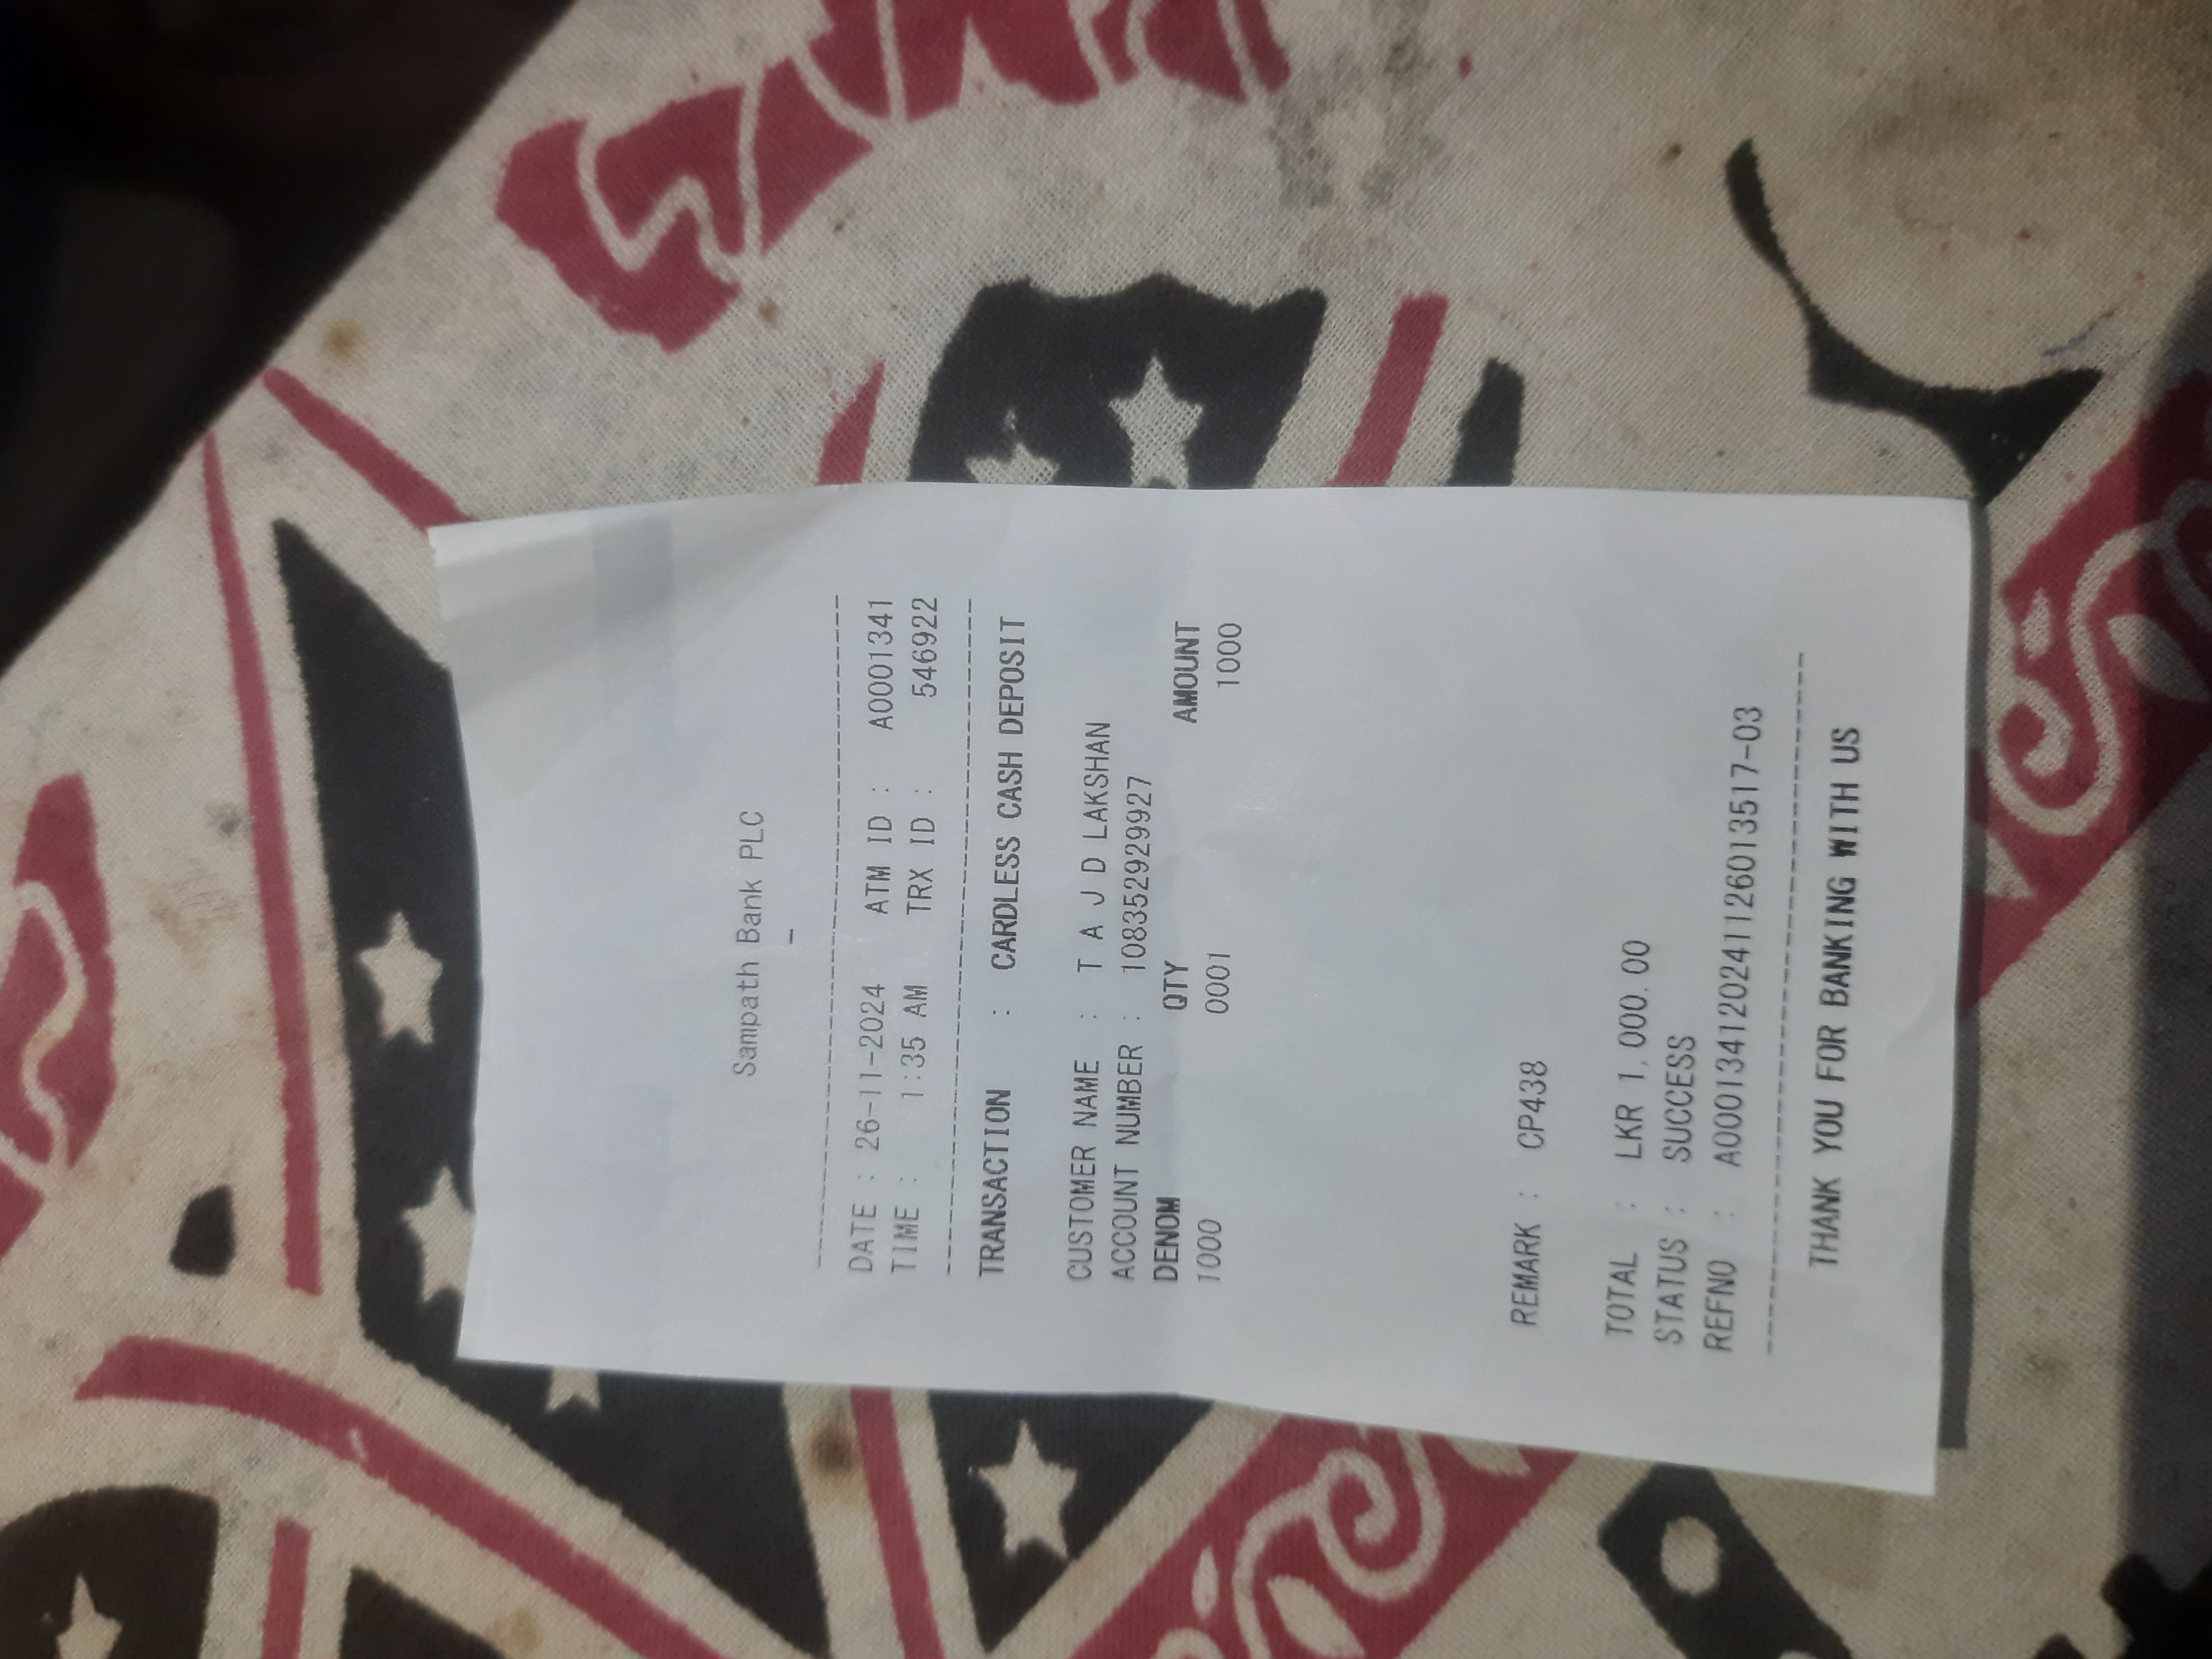 Sampath Bank PLC
DATE : 26-11-2024 ATM ID : A0001341
TIME : 1:35 AM TRX ID : 546922
TRANSACTION : CARDLESS CASH DEPOSIT
CUSTOMER NAME : T A J D LAKSHAN
ACCOUNT NUMBER : 108352929927
DENOM QTY AMOUNT
1000 0001 1000
REMARK : CP438
TOTAL : LKR 1,000.00
STATUS : SUCCESS
REFNO : A000134120241126013517-03
THANK YOU FOR BANKING WITH US